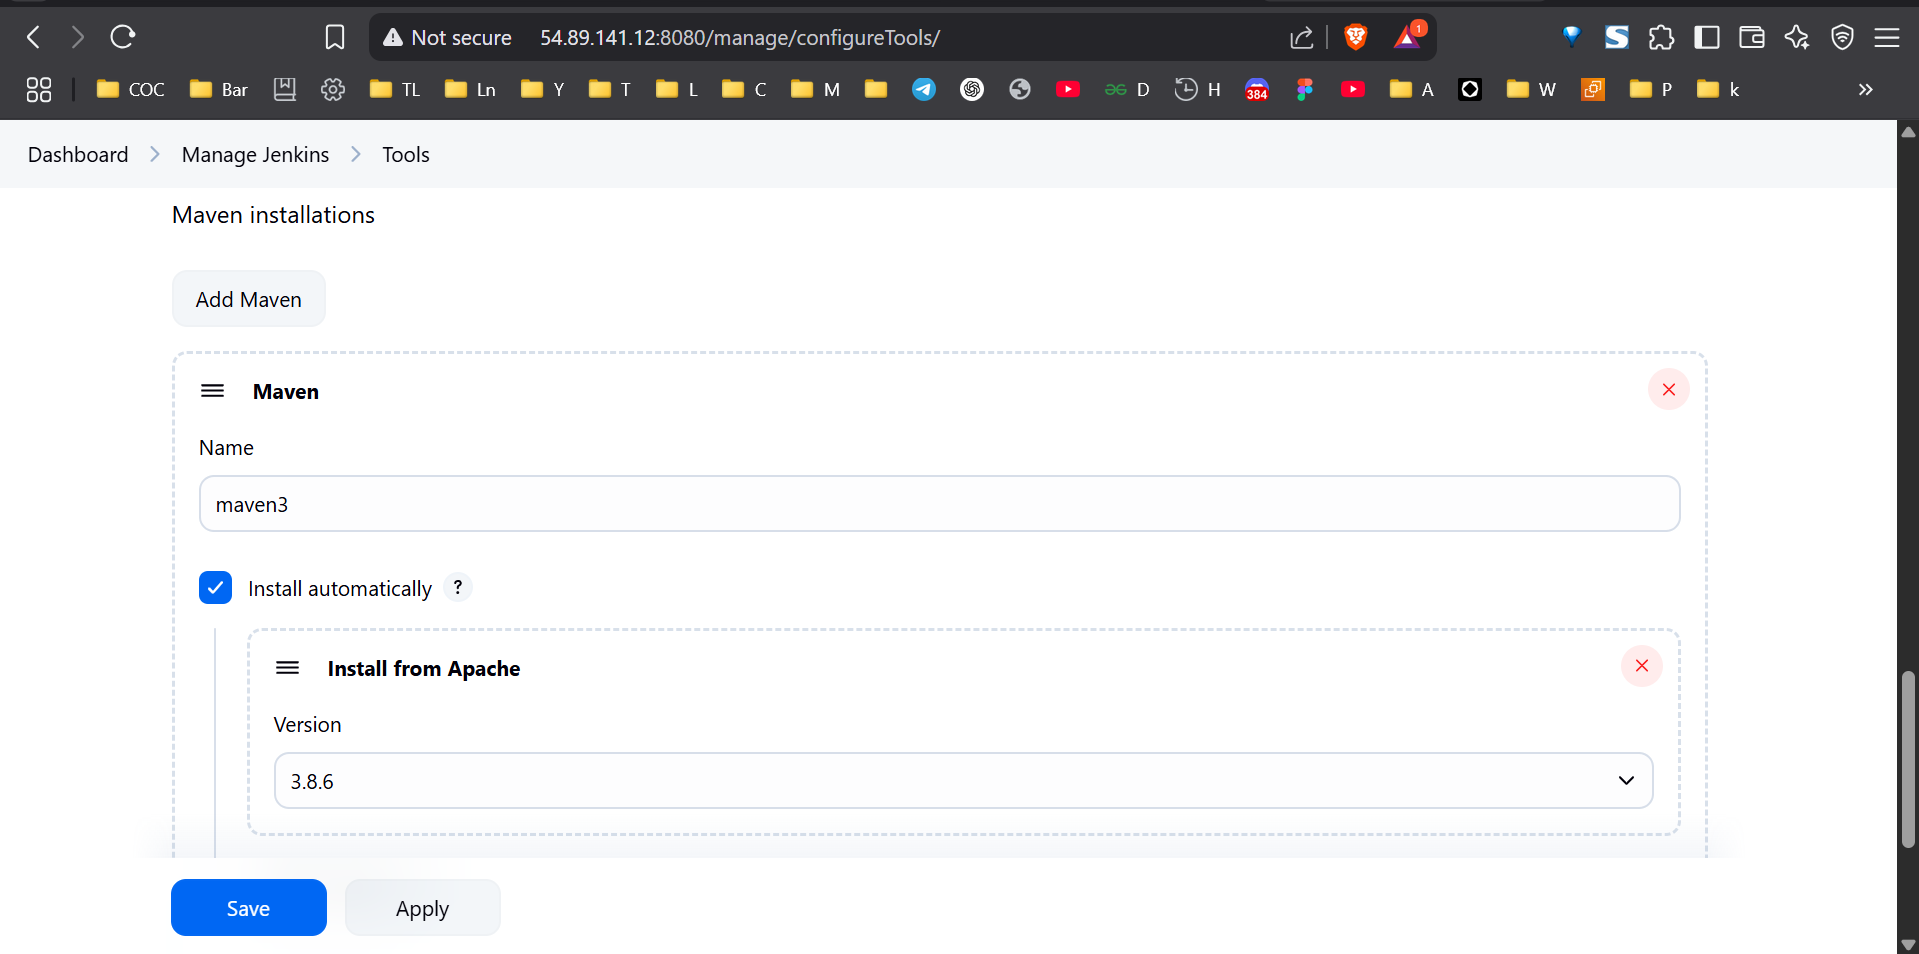 Not secure 54.89.141.12:8080/manage/configureTools/ 1
COC Bar TL Ln Y T L C M D H 384 A W P k
Dashboard Manage Jenkins Tools
Maven installations
Add Maven
Maven
Name
maven3
Install automatically ?
Install from Apache
Version
3.8.6
Save Apply